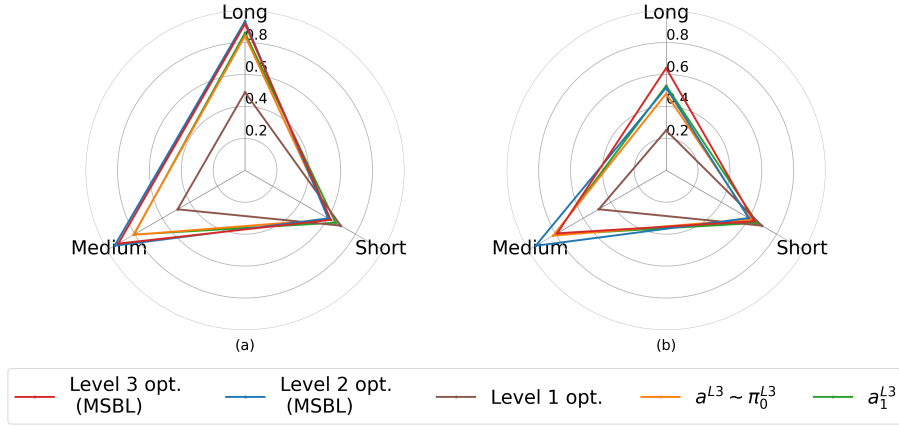 Long
0.8
0.6
0.4
0.2
Medium
Short
(a)
Long
0.8
0.6
0.4
0.2
Medium
Short
(b)
Level 3 opt.
(MSBL)
Level 2 opt.
(MSBL)
Level 1 opt.
a^{L3} ~ π_0^{L3}
a_1^{L3}